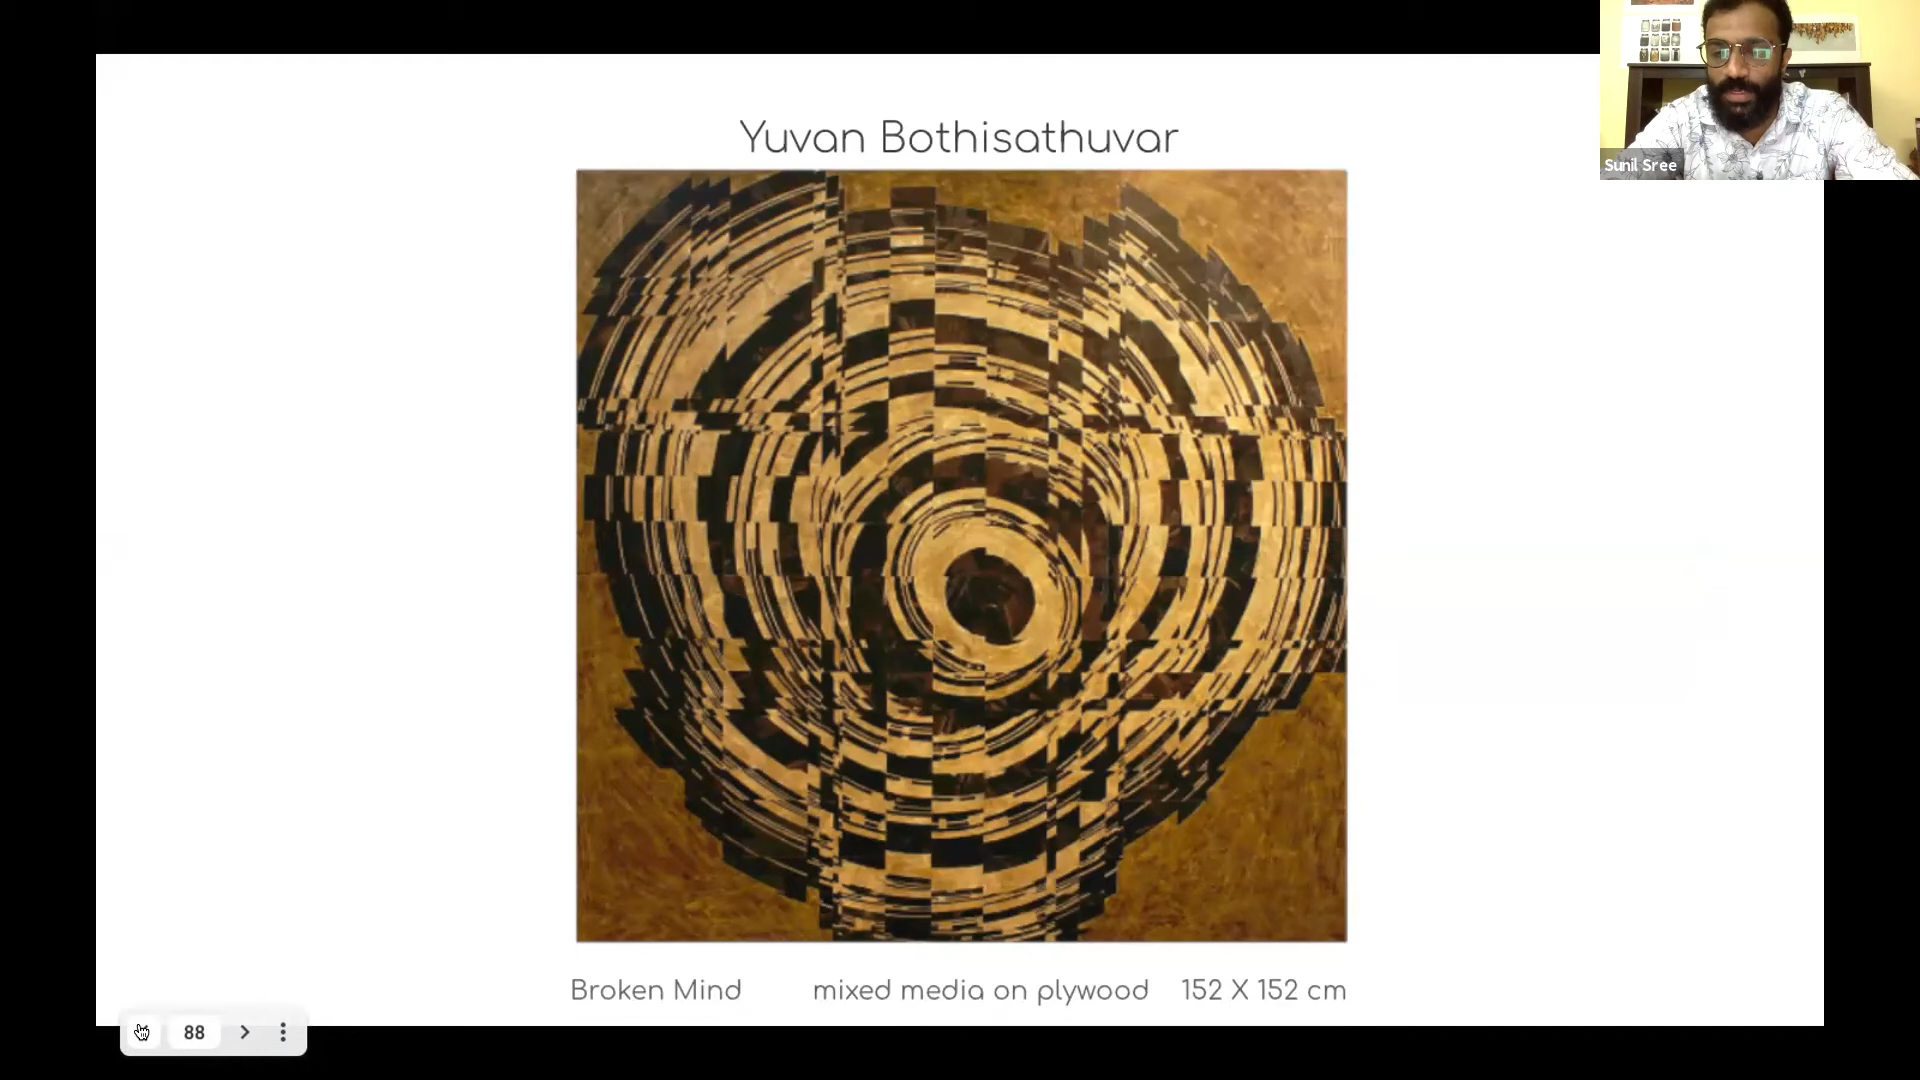 Yuvan Bothisathuvar
Sunil Sree
Broken Mind mixed media on plywood 152 X 152 cm
88